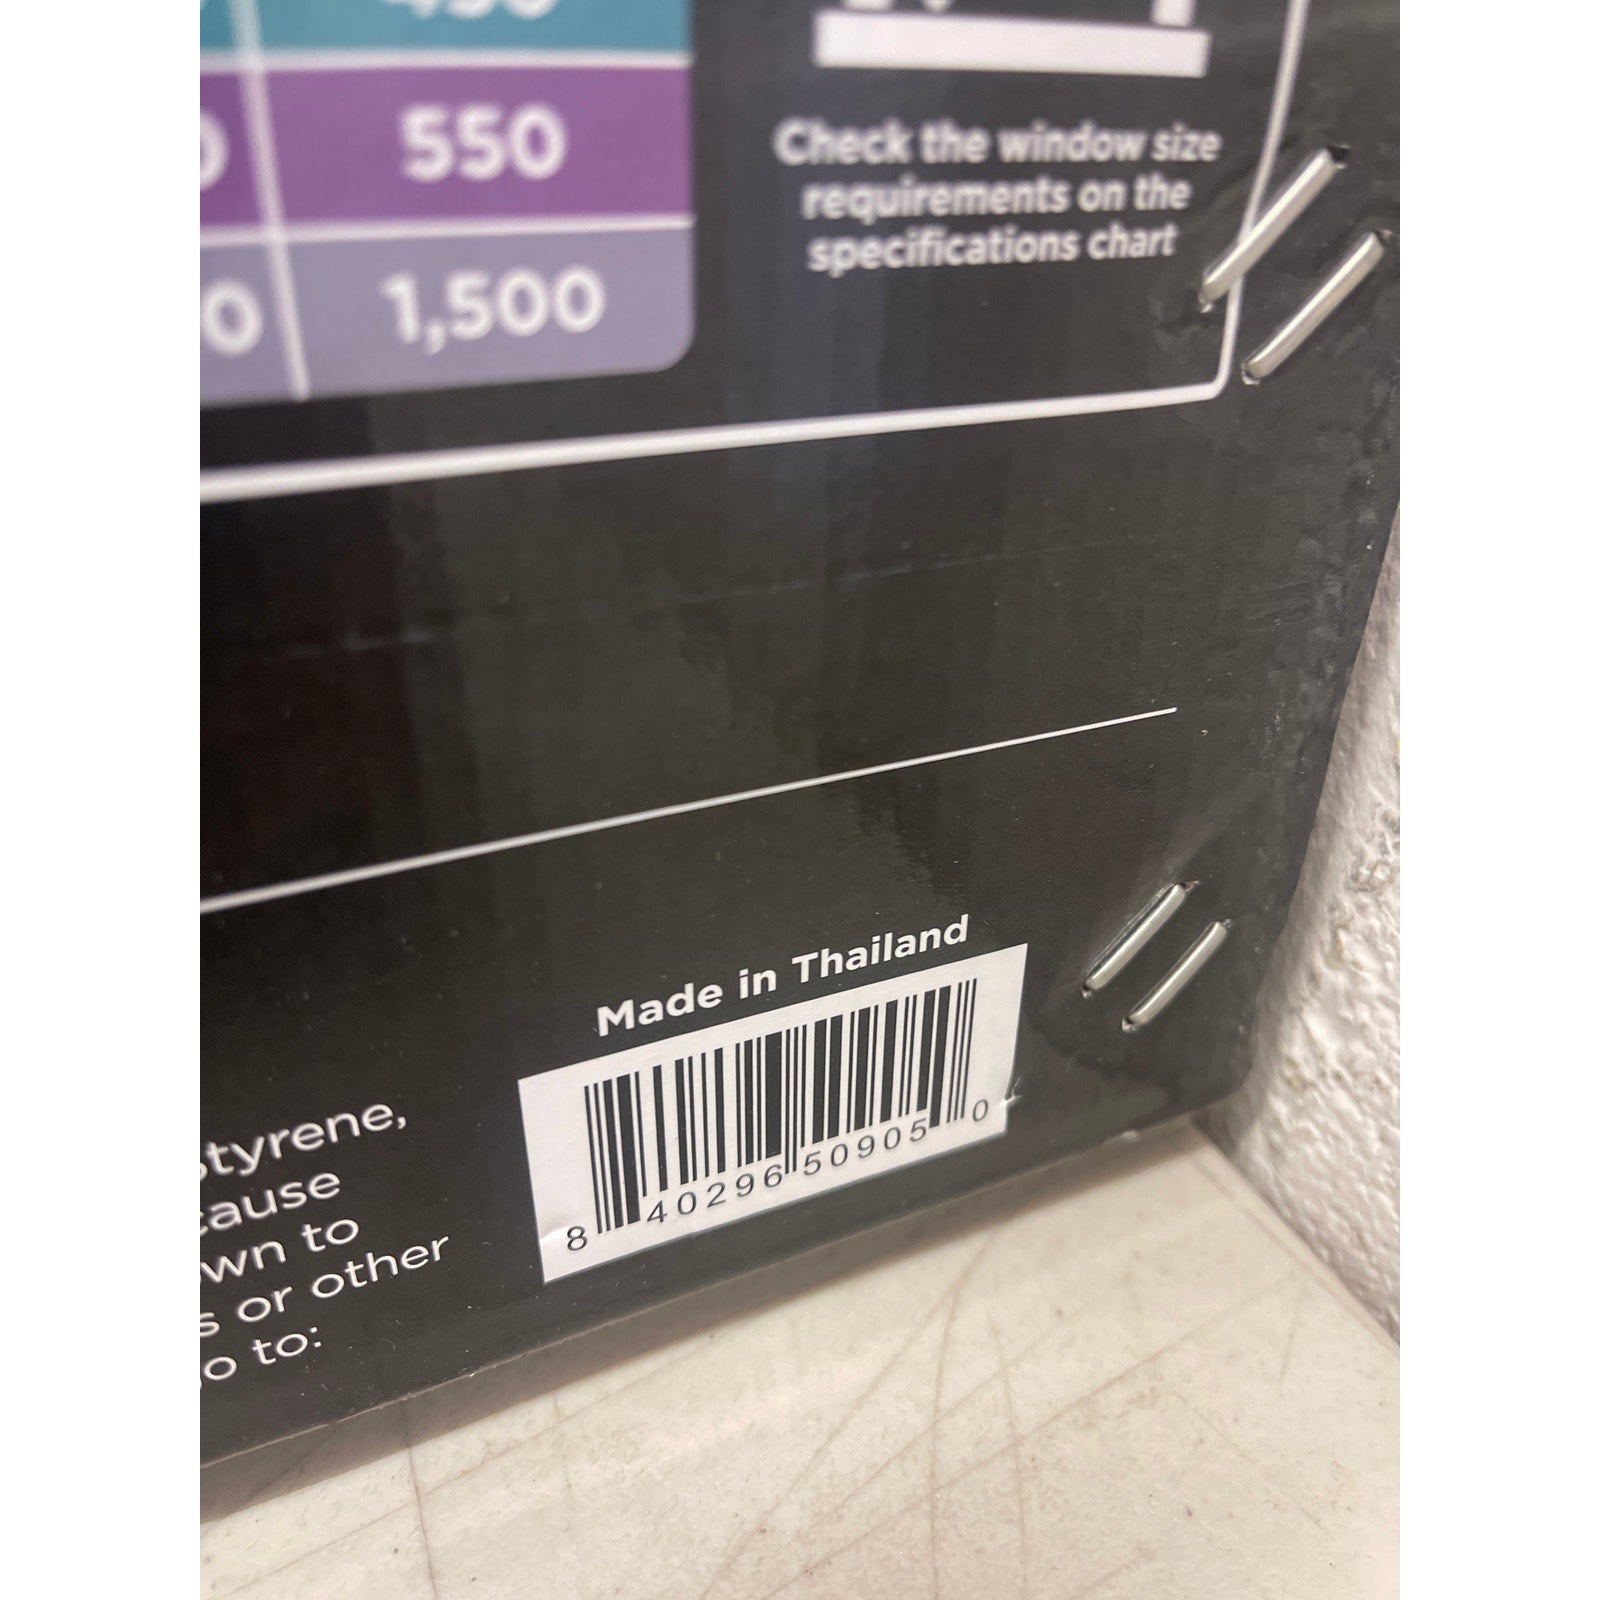 450
550
1,500
Check the window size
requirements on the
specifications chart
Made in Thailand
8 40296 50905 0
styrene,
cause
wn to
s or other
o to: